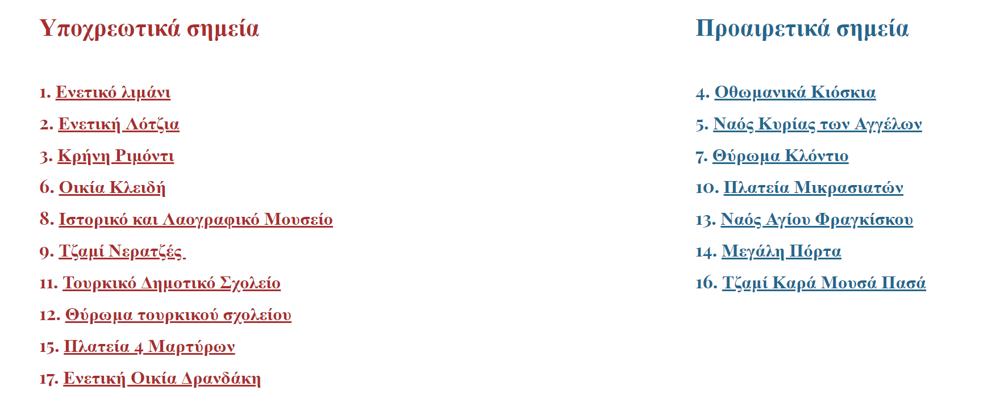 Υποχρεωτικά σημεία
1. Ενετικό λιμάνι
2. Ενετική Λότζια
3. Κρήνη Ριμόντι
6. Οικία Κλειδή
8. Ιστορικό και Λαογραφικό Μουσείο
9. Τζαμί Νερατζές
11. Τουρκικό Δημοτικό Σχολείο
12. Θύρωμα τουρκικού σχολείου
15. Πλατεία 4 Μαρτύρων
17. Ενετική Οικία Δρανδάκη
Προαιρετικά σημεία
4. Οθωμανικά Κιόσκια
5. Ναός Κυρίας των Αγγέλων
7. Θύρωμα Κλόντιο
10. Πλατεία Μικρασιατών
13. Ναός Αγίου Φραγκίσκου
14. Μεγάλη Πόρτα
16. Τζαμί Καρά Μουσά Πασά